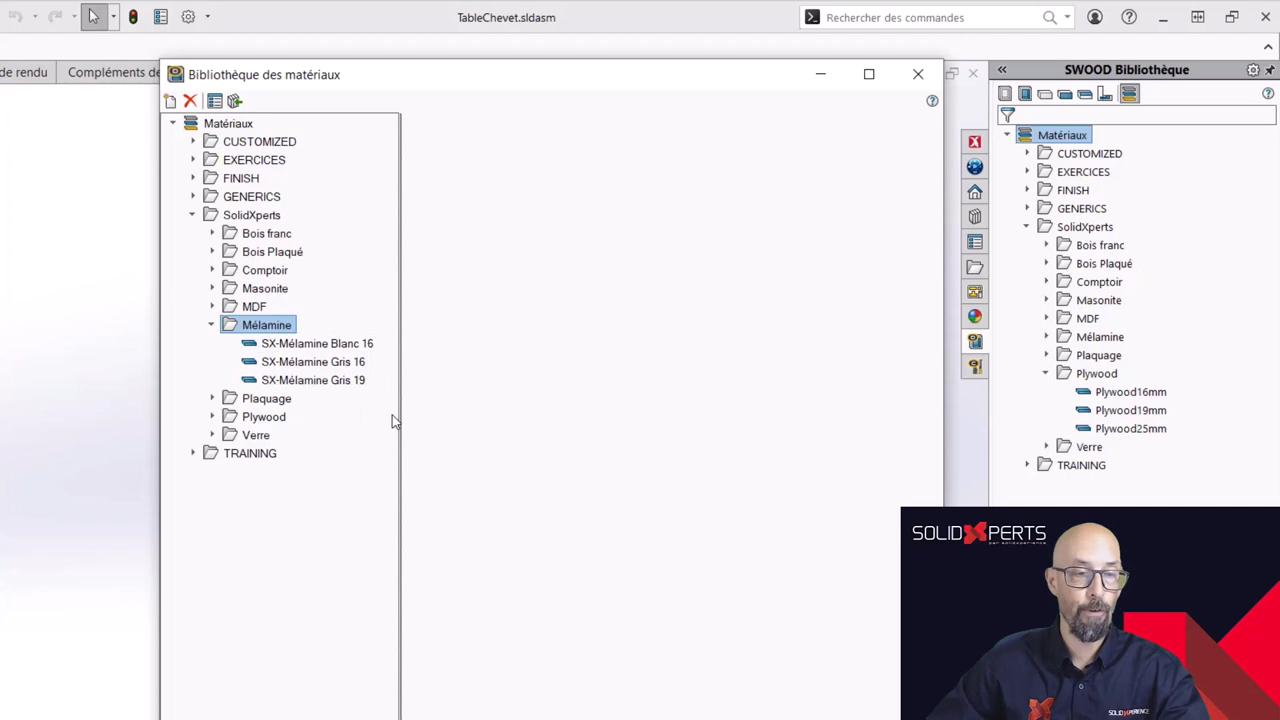 TableChevet.sldasm
Rechercher des commandes
de rendu
Compléments de
Bibliothèque des matériaux
Matériaux
CUSTOMIZED
EXERCICES
FINISH
GENERICS
SolidXperts
Bois franc
Bois Plaqué
Comptoir
Masonite
MDF
Mélamine
SX-Mélamine Blanc 16
SX-Mélamine Gris 16
SX-Mélamine Gris 19
Plaquage
Plywood
Verre
TRAINING
SWOOD Bibliothèque
Matériaux
CUSTOMIZED
EXERCICES
FINISH
GENERICS
SolidXperts
Bois franc
Bois Plaqué
Comptoir
Masonite
MDF
Mélamine
Plaquage
Plywood
Plywood16mm
Plywood19mm
Plywood25mm
Verre
TRAINING
SOLIDXPERTS
par solidxperience
SOLIDXPERIENCE